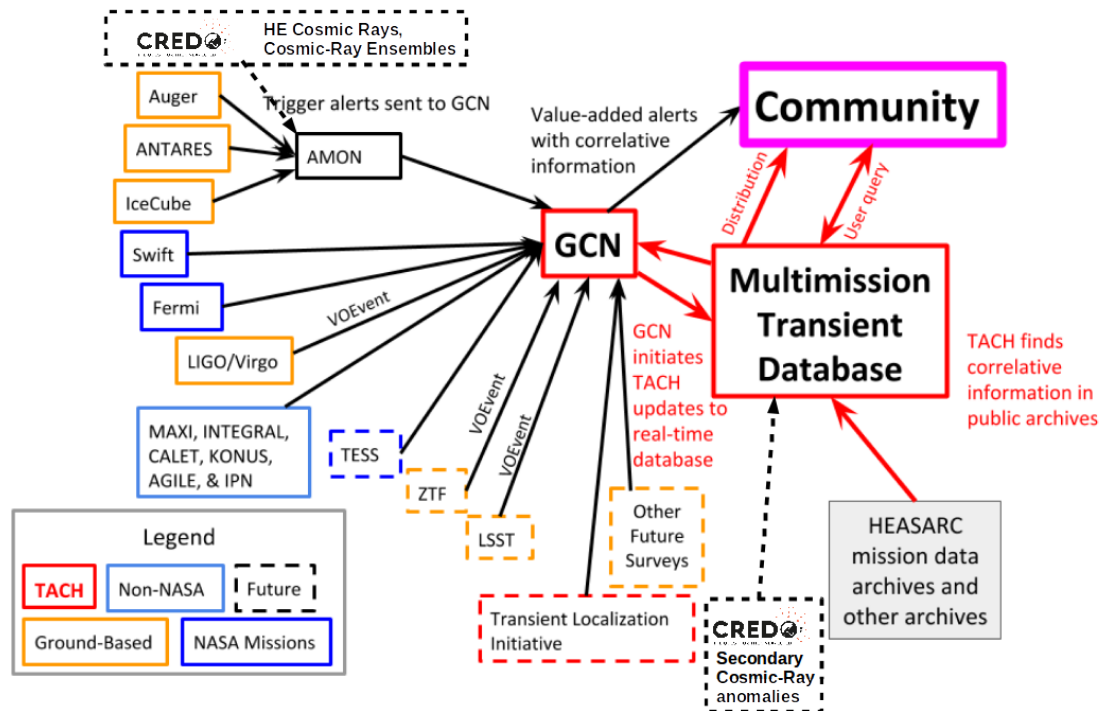 CREDO
HE Cosmic Rays,
Cosmic-Ray Ensembles
Auger
ANTARES
IceCube
Trigger alerts sent to GCN
AMON
Value-added alerts
with correlative
information
Community
Distribution
User query
Swift
Fermi
VOEvent
LIGO/Virgo
GCN
Multimission
Transient
Database
MAXI, INTEGRAL,
CALET, KONUS,
AGILE, & IPN
TESS
ZTF
VOEvent
LSST
VOEvent
GCN
initiates
TACH
updates to
real-time
database
TACH finds
correlative
information in
public archives
Other
Future
Surveys
Transient Localization
Initiative
HEASARC
mission data
archives and
other archives
CREDO
Secondary
Cosmic-Ray
anomalies
Legend
TACH
Non-NASA
Future
Ground-Based
NASA Missions